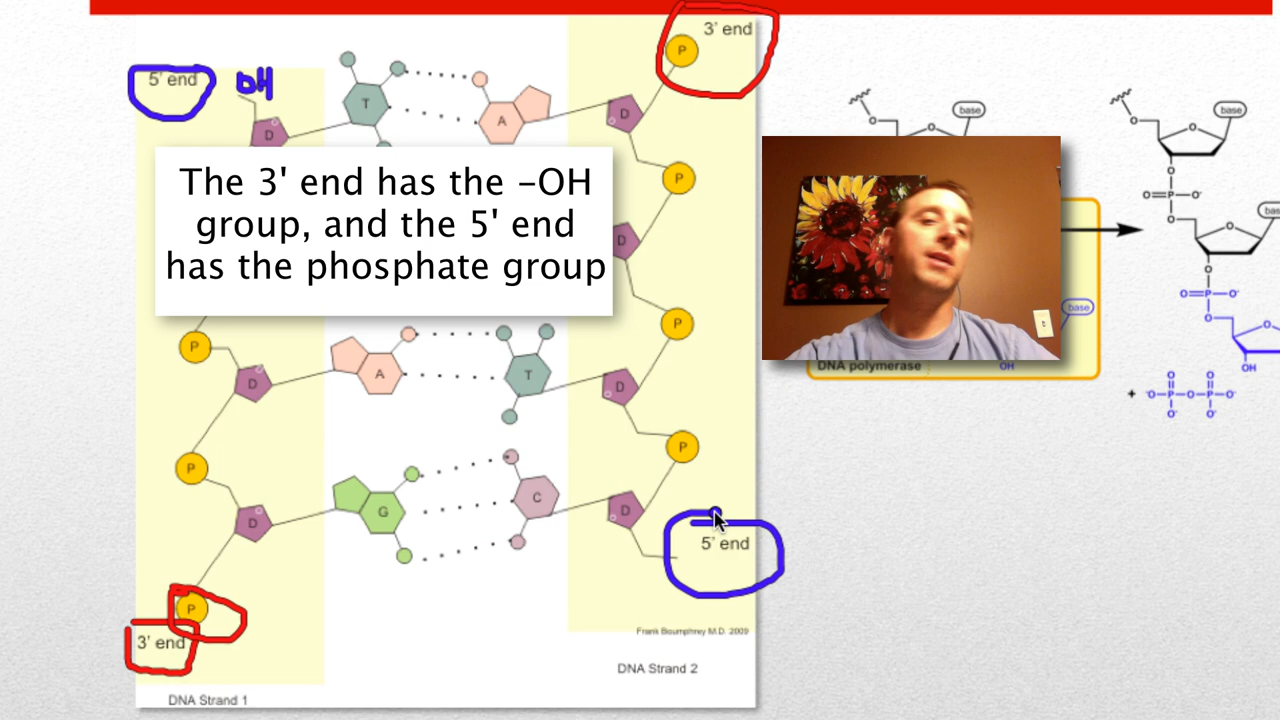 3' end
P
5' end
OH
T
A
D
D
P
The 3' end has the -OH
group, and the 5' end
has the phosphate group
D
P
P
A
T
D
D
P
P
G
C
D
D
5' end
P
3' end
Frank Boumphrey M.D. 2009
DNA Strand 2
DNA Strand 1
base
O
O
base
O
O
O=P-O-
O
O
bas
O
O=P-O-
O
O
OH
base
DNA polymerase
OH
+
O O
-O-P-O-P-O-
O- O-